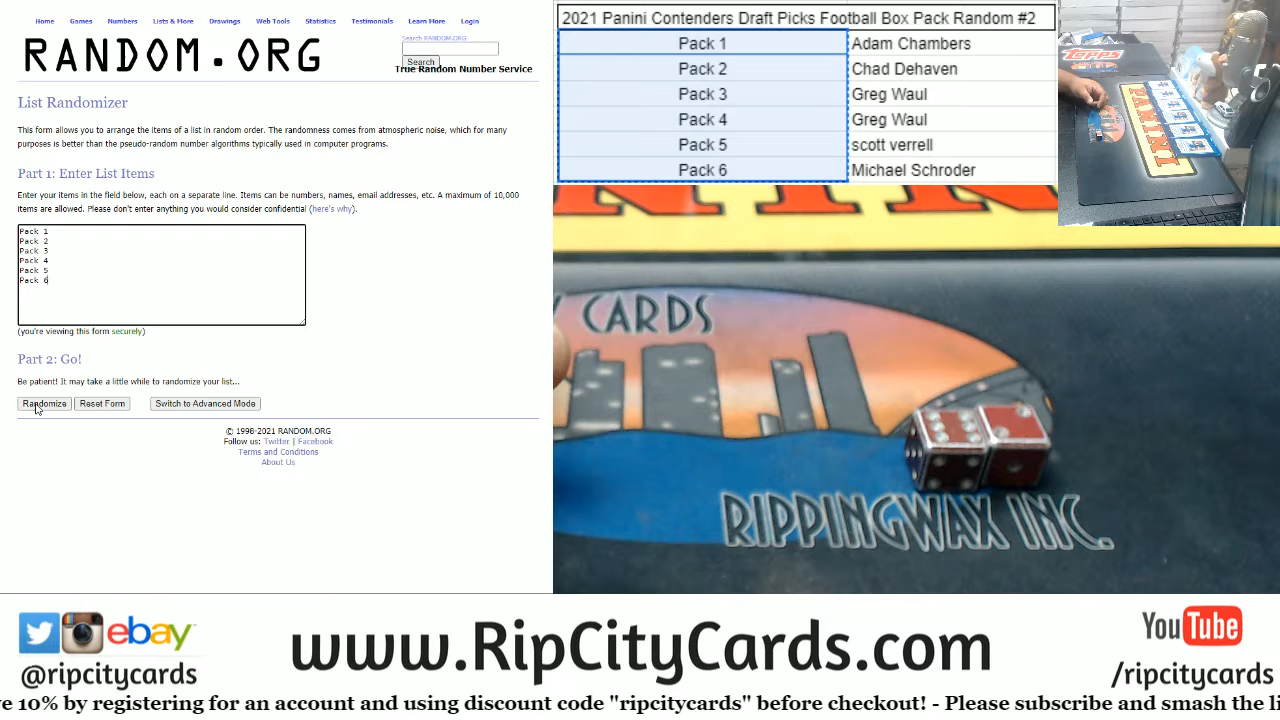 Home Games Numbers Lists & More Drawings Web Tools Statistics Testimonials Learn More Login
RANDOM.ORG
Search RANDOM.ORG
Search
True Random Number Service
List Randomizer
This form allows you to arrange the items of a list in random order. The randomness comes from atmospheric noise, which for many
purposes is better than the pseudo-random number algorithms typically used in computer programs.
Part 1: Enter List Items
Enter your items in the field below, each on a separate line. Items can be numbers, names, email addresses, etc. A maximum of 10,000
items are allowed. Please don't enter anything you would consider confidential (here's why).
Pack 1
Pack 2
Pack 3
Pack 4
Pack 5
Pack 6
(you're viewing this form securely)
Part 2: Go!
Be patient! It may take a little while to randomize your list...
Randomize Reset Form Switch to Advanced Mode
© 1998-2021 RANDOM.ORG
Follow us: Twitter | Facebook
Terms and Conditions
About Us
2021 Panini Contenders Draft Picks Football Box Pack Random #2
Pack 1 Adam Chambers
Pack 2 Chad Dehaven
Pack 3 Greg Waul
Pack 4 Greg Waul
Pack 5 scott verrell
Pack 6 Michael Schroder
Topps
PANINI
CARDS
RIPPINGWAX INC.
ebay
@ripcitycards
www.RipCityCards.com
YouTube
/ripcitycards
e 10% by registering for an account and using discount code "ripcitycards" before checkout! - Please subscribe and smash the li